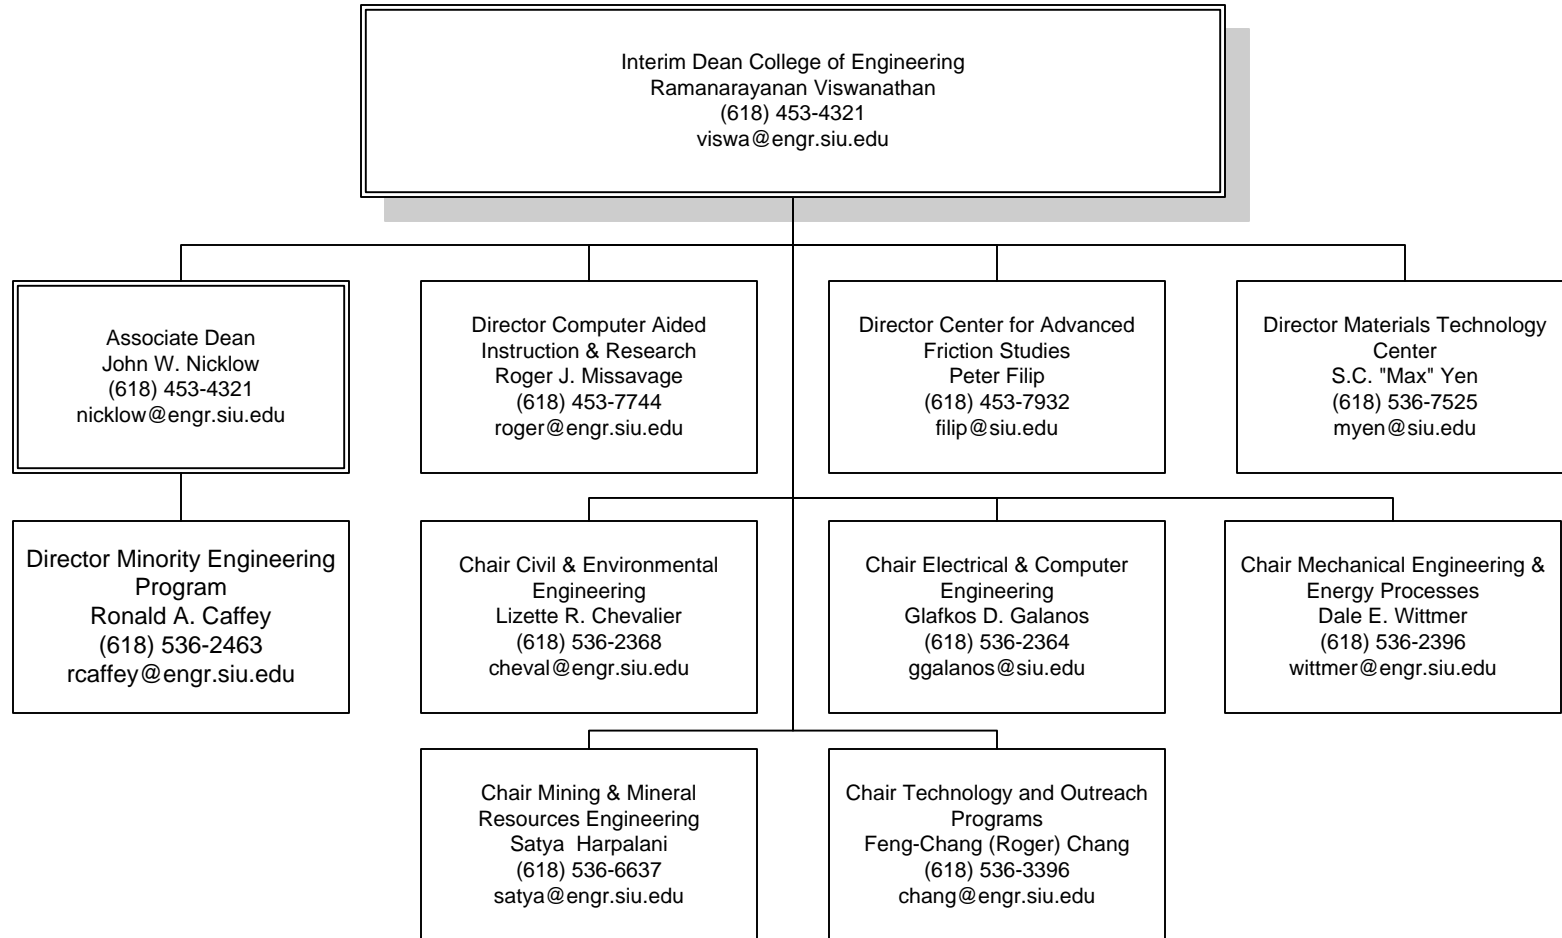 Interim Dean College of Engineering
Ramanarayanan Viswanathan
(618) 453-4321
viswa@engr.siu.edu
Associate Dean
John W. Nicklow
(618) 453-4321
nicklow@engr.siu.edu
Director Computer Aided
Instruction & Research
Roger J. Missavage
(618) 453-7744
roger@engr.siu.edu
Director Center for Advanced
Friction Studies
Peter Filip
(618) 453-7932
filip@siu.edu
Director Materials Technology
Center
S.C. "Max" Yen
(618) 536-7525
myen@siu.edu
Director Minority Engineering
Program
Ronald A. Caffey
(618) 536-2463
rcaffey@engr.siu.edu
Chair Civil & Environmental
Engineering
Lizette R. Chevalier
(618) 536-2368
cheval@engr.siu.edu
Chair Electrical & Computer
Engineering
Glafkos D. Galanos
(618) 536-2364
ggalanos@siu.edu
Chair Mechanical Engineering &
Energy Processes
Dale E. Wittmer
(618) 536-2396
wittmer@engr.siu.edu
Chair Mining & Mineral
Resources Engineering
Satya  Harpalani
(618) 536-6637
satya@engr.siu.edu
Chair Technology and Outreach
Programs
Feng-Chang (Roger) Chang
(618) 536-3396
chang@engr.siu.edu